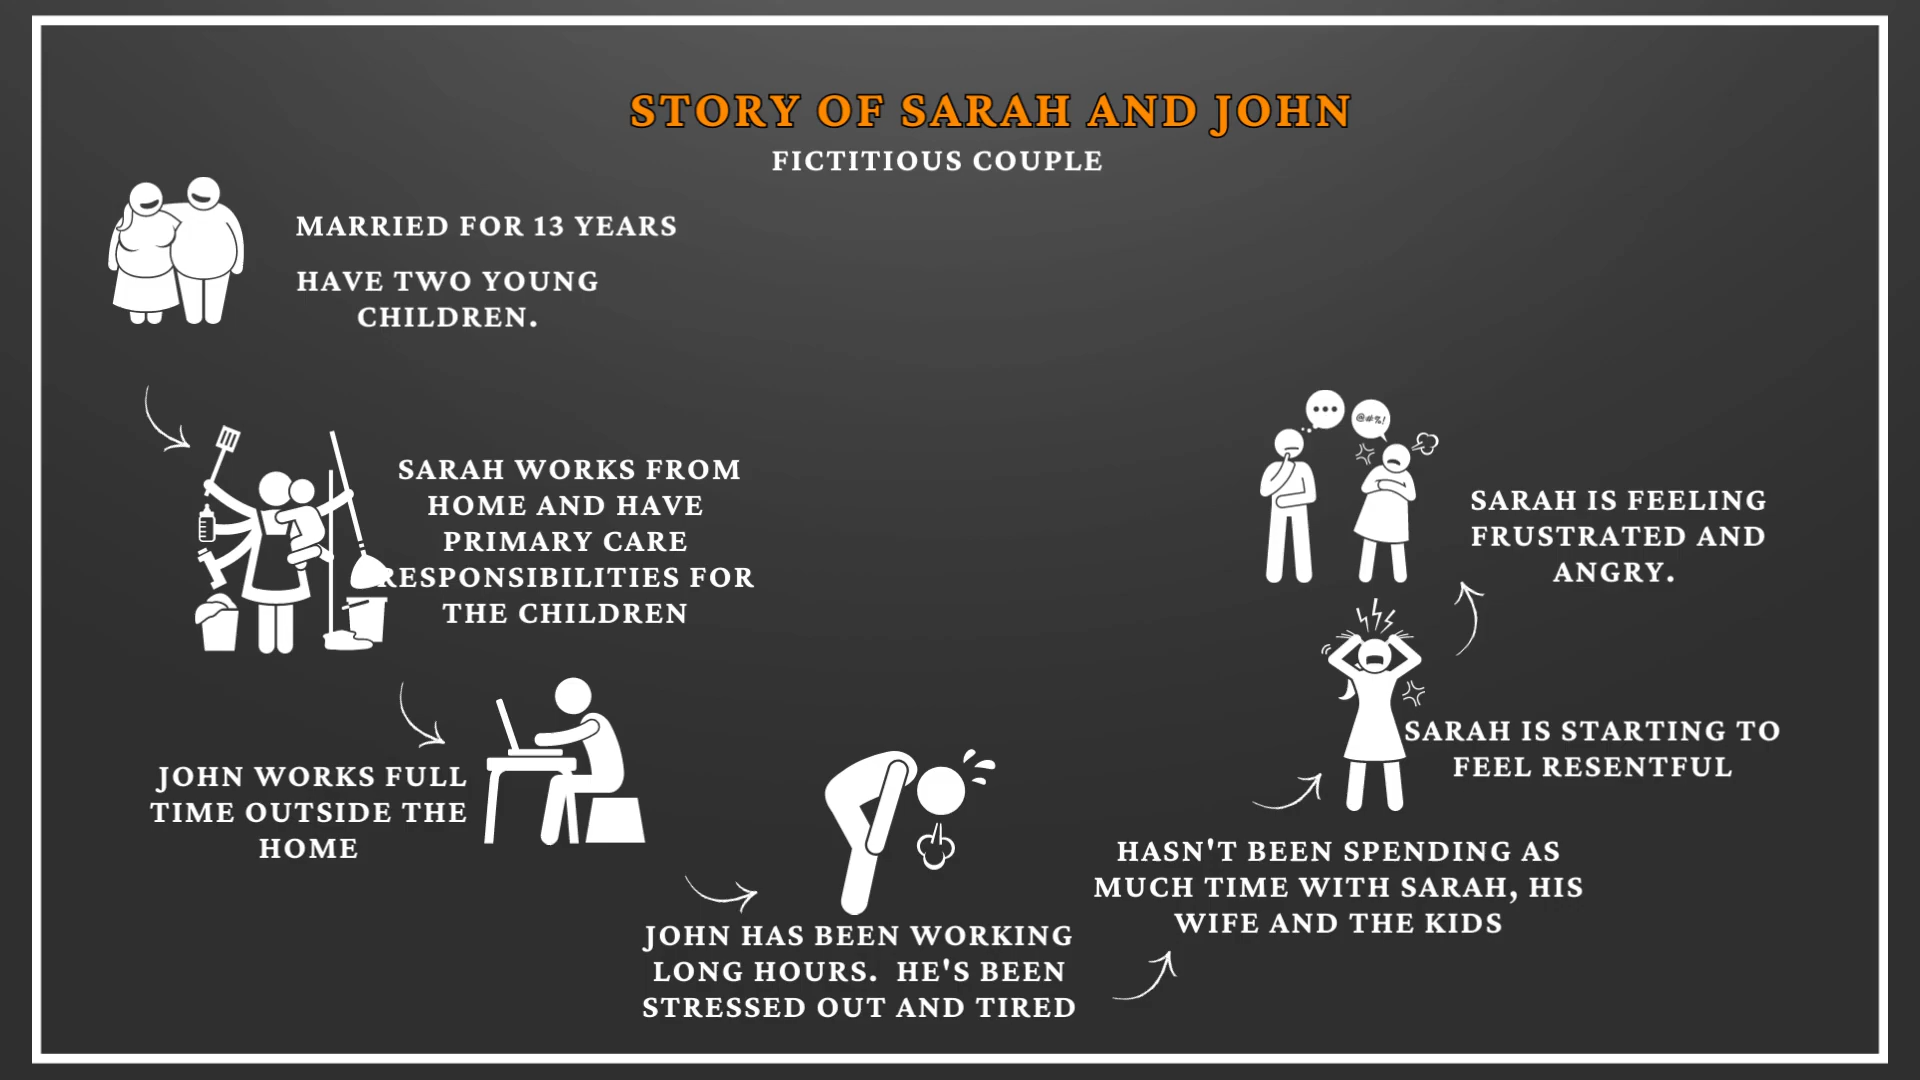 STORY OF SARAH AND JOHN
FICTITIOUS COUPLE
MARRIED FOR 13 YEARS
HAVE TWO YOUNG
CHILDREN.
SARAH WORKS FROM
HOME AND HAVE
PRIMARY CARE
RESPONSIBILITIES FOR
THE CHILDREN
JOHN WORKS FULL
TIME OUTSIDE THE
HOME
JOHN HAS BEEN WORKING
LONG HOURS.  HE'S BEEN
STRESSED OUT AND TIRED
HASN'T BEEN SPENDING AS
MUCH TIME WITH SARAH, HIS
WIFE AND THE KIDS
SARAH IS STARTING TO
FEEL RESENTFUL
@#%!
SARAH IS FEELING
FRUSTRATED AND
ANGRY.